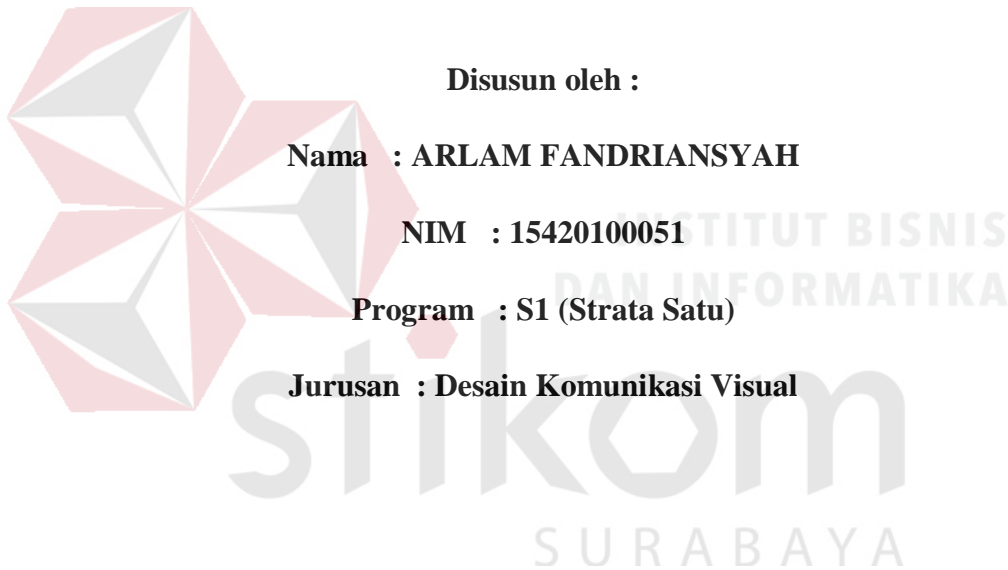 Disusun oleh :
Nama : ARLAM FANDRIANSYAH
NIM : 15420100051
INSTITUT BISNIS
DAN INFORMATIKA
Program : S1 (Strata Satu)
Jurusan : Desain Komunikasi Visual
stikom
SURABAYA